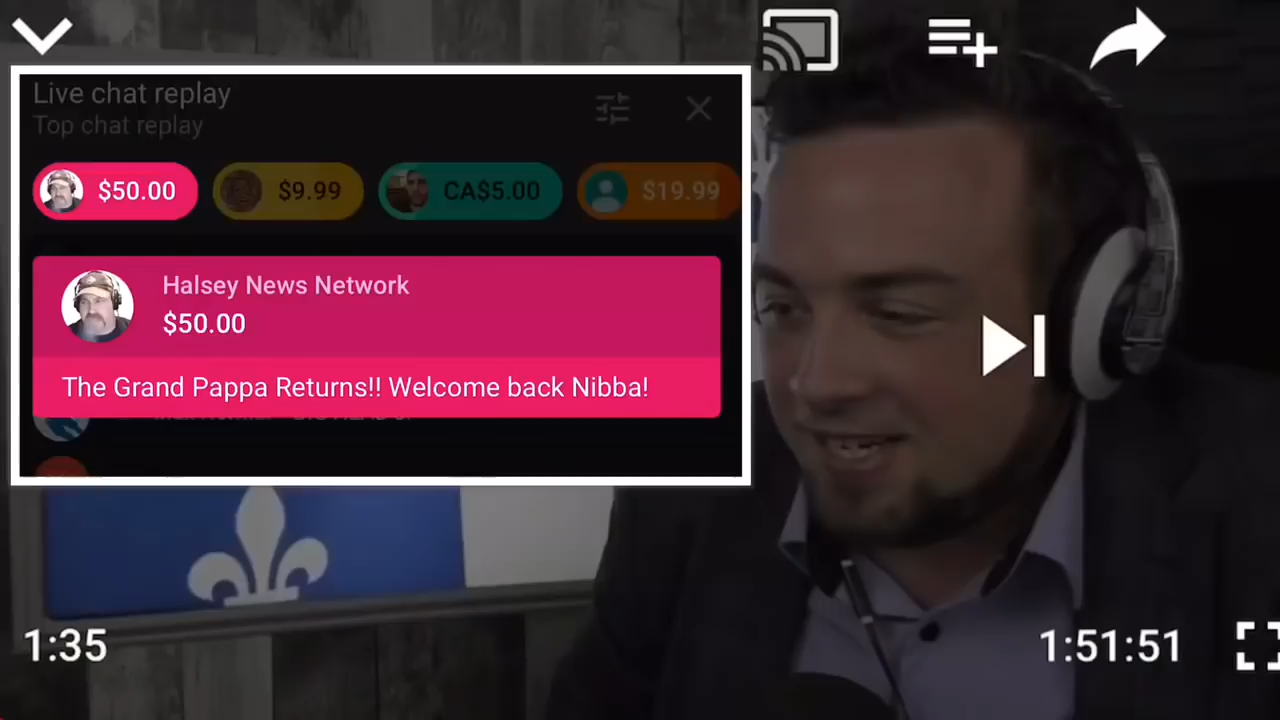 Live chat replay
Top chat replay
$50.00 $9.99 CA$5.00 $19.99
Halsey News Network
$50.00
The Grand Pappa Returns!! Welcome back Nibba!
1:35 1:51:51